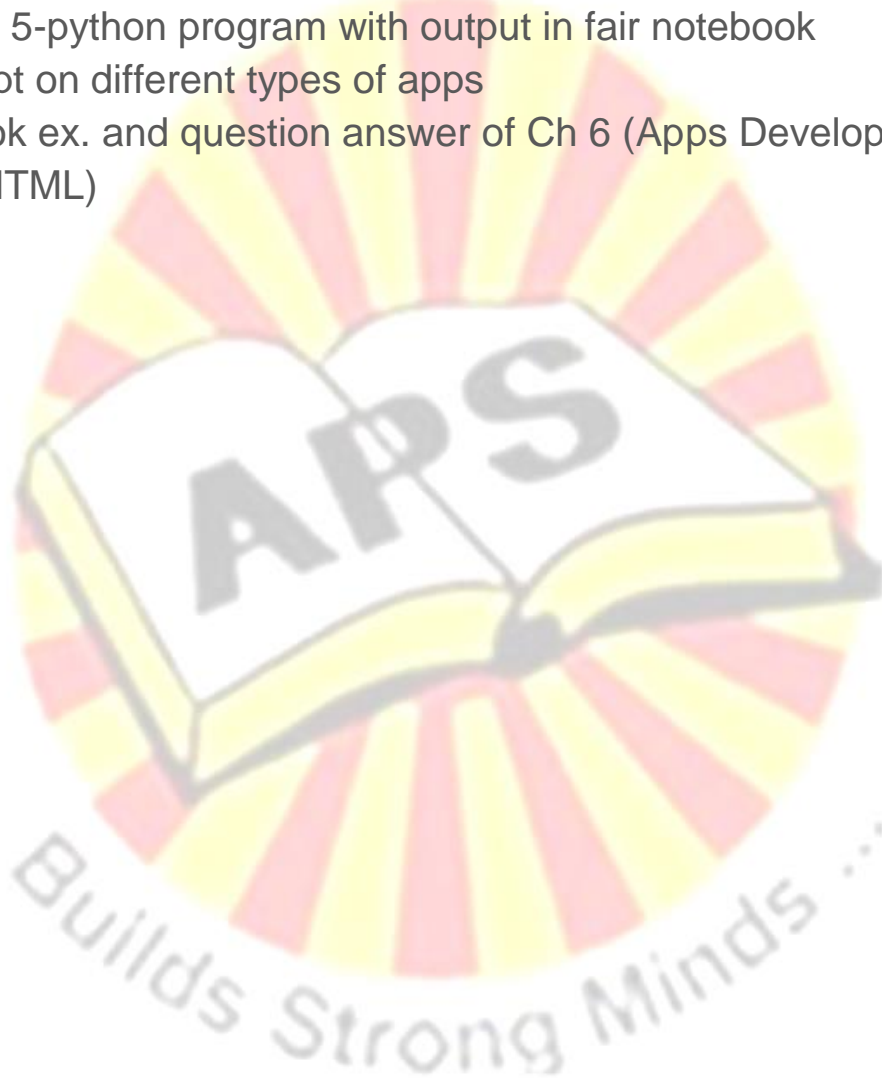 5-python program with output in fair notebook
ot on different types of apps
ok ex. and question answer of Ch 6 (Apps Develop
HTML)
APS
Builds Strong Minds ...